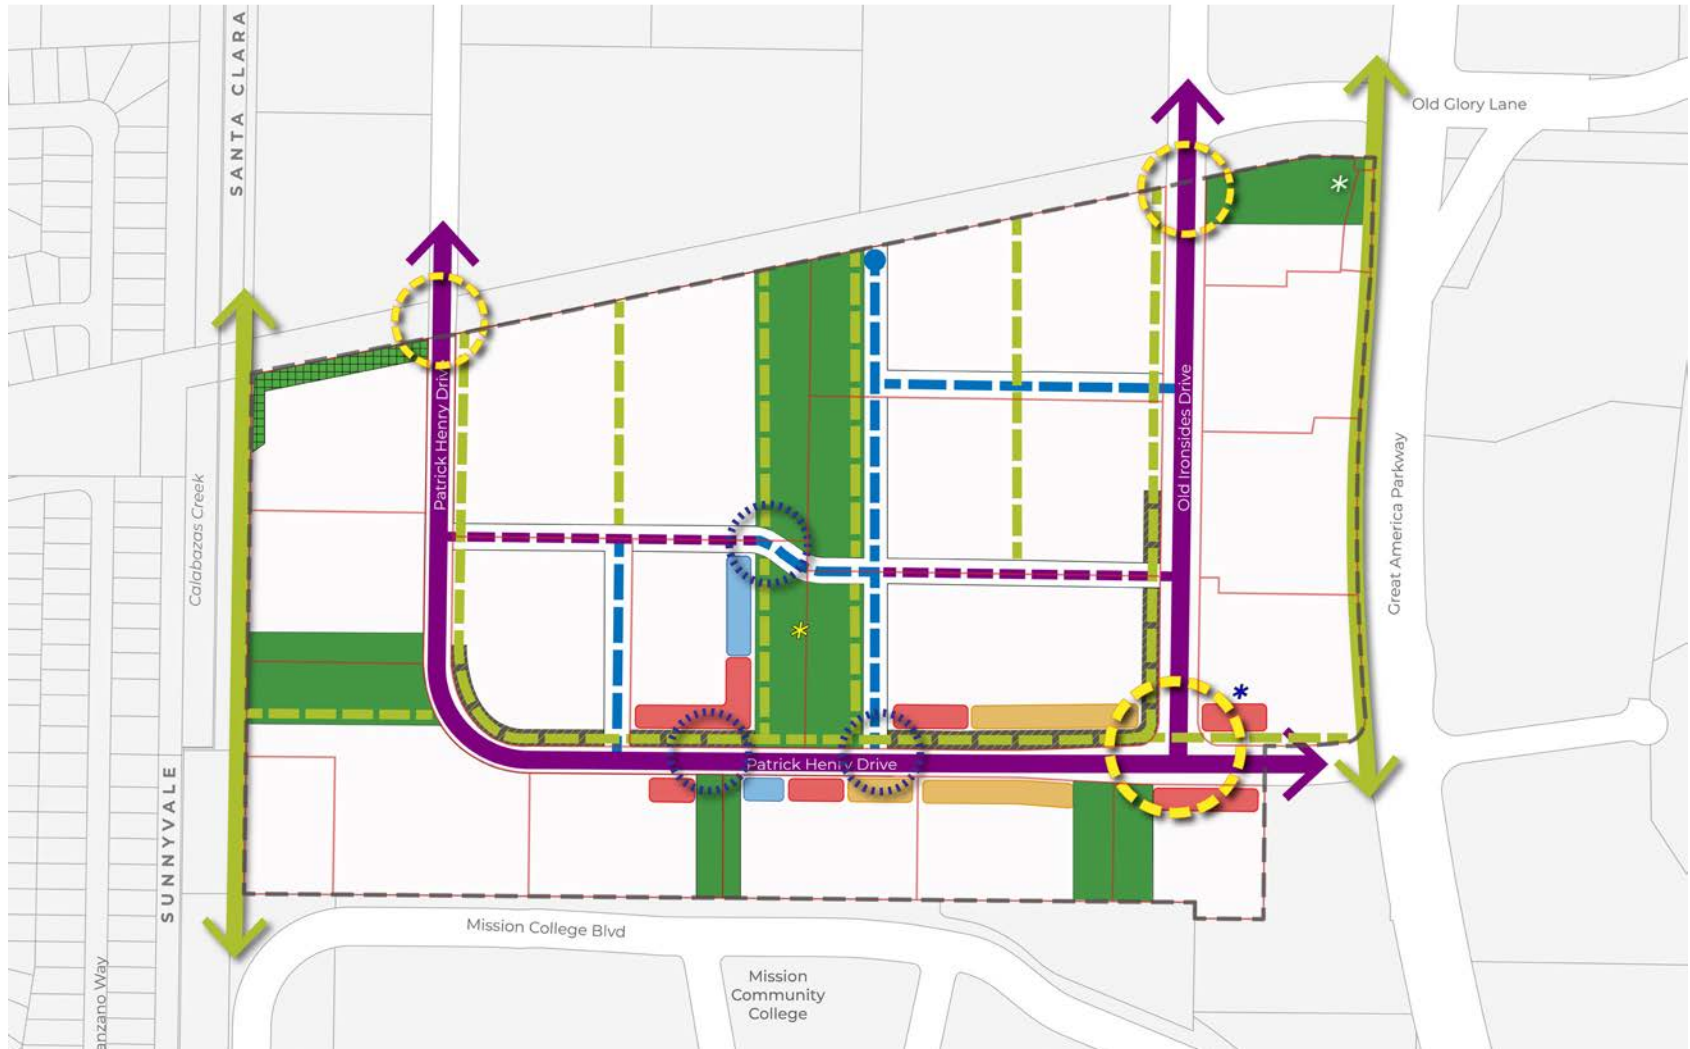 SANTA CLARA
Old Glory Lane
Patrick Henry Drive
Old Ironsides Drive
Great America Parkway
Calabazas Creek
Patrick Henry Drive
SUNNYVALE
Mission College Blvd
Mission
Community
College
anzano Way